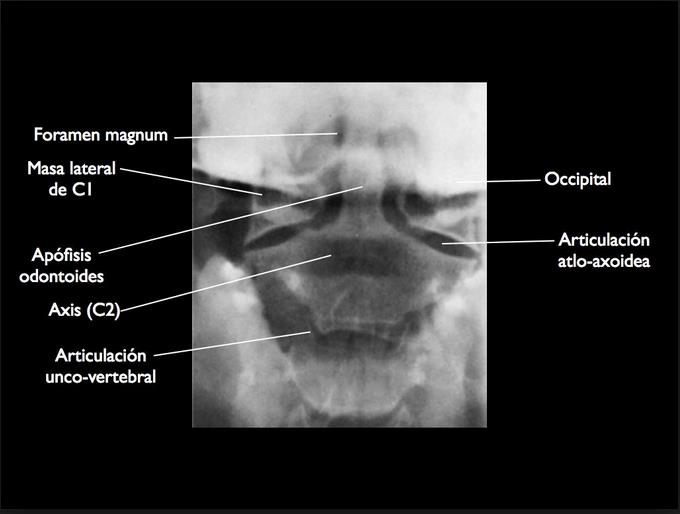 Foramen magnum
Masa lateral
de C1
Apófisis
odontoides
Axis (C2)
Articulación
unco-vertebral
Occipital
Articulación
atlo-axoidea